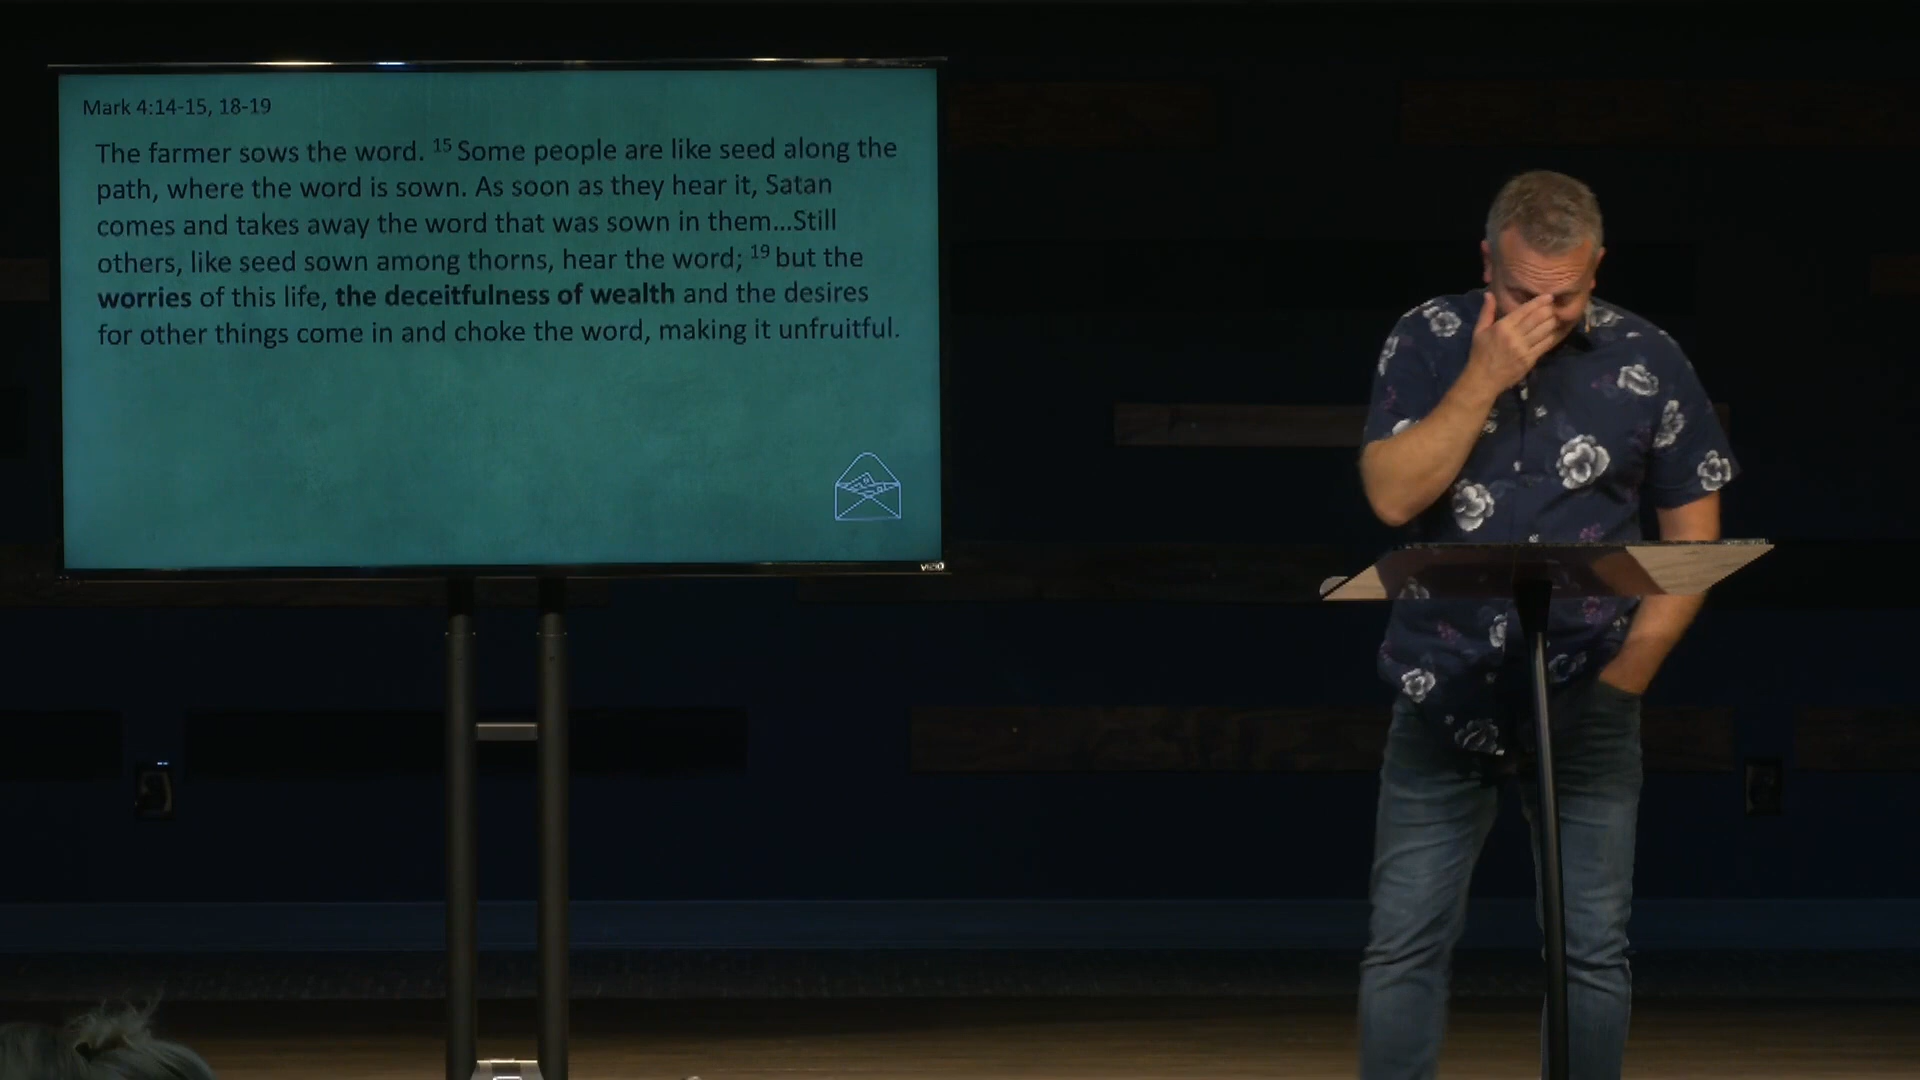 Mark 4:14-15, 18-19
The farmer sows the word. 15 Some people are like seed along the
path, where the word is sown. As soon as they hear it, Satan
comes and takes away the word that was sown in them...Still
others, like seed sown among thorns, hear the word; 19 but the
worries of this life, the deceitfulness of wealth and the desires
for other things come in and choke the word, making it unfruitful.
VIZIO